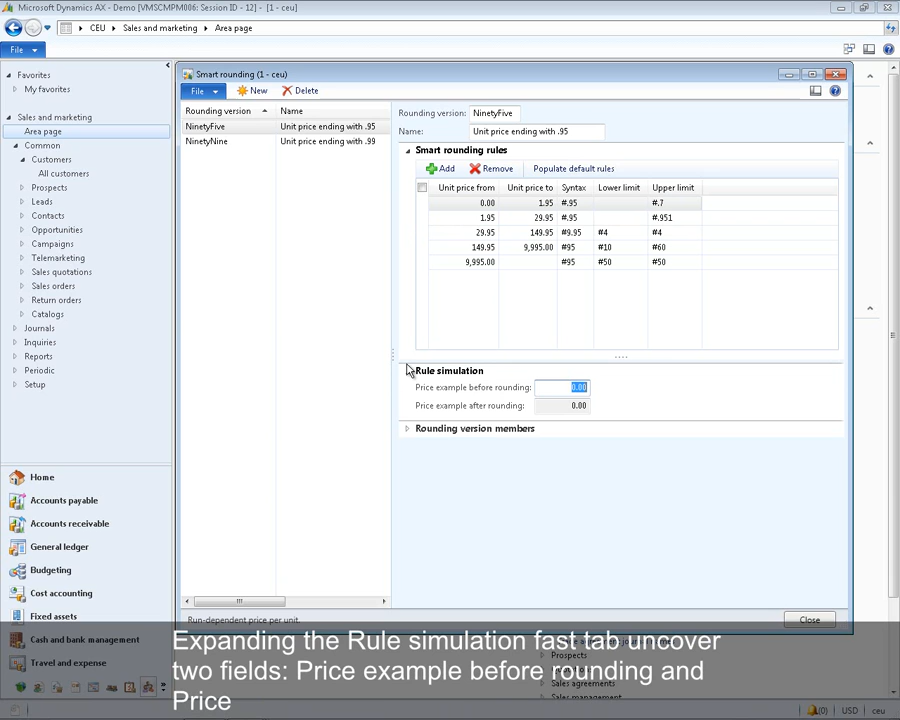 Microsoft Dynamics AX - Demo [VMSCMPM006: Session ID - 12] - [1 - ceu]
CEU
Sales and marketing
Area page
File
Favorites
My favorites
Sales and marketing
Area page
Common
Customers
All customers
Prospects
Leads
Contacts
Opportunities
Campaigns
Telemarketing
Sales quotations
Sales orders
Return orders
Catalogs
Journals
Inquiries
Reports
Periodic
Setup
Home
Accounts payable
Accounts receivable
General ledger
Budgeting
Cost accounting
Fixed assets
Cash and bank management
Travel and expense
Smart rounding (1 - ceu)
File New Delete
Rounding version Name
NinetyFive Unit price ending with .95
NinetyNine Unit price ending with .99
Rounding version: NinetyFive
Name: Unit price ending with .95
Smart rounding rules
Add Remove Populate default rules
Unit price from Unit price to Syntax Lower limit Upper limit
0.00 1.95 #.95 #.7
1.95 29.95 #.95 #.951
29.95 149.95 #9.95 #4 #4
149.95 9,995.00 #95 #10 #60
9,995.00 #95 #50 #50
Rule simulation
Price example before rounding: 0.00
Price example after rounding: 0.00
Rounding version members
Run-dependent price per unit.
Close
Prospects
Sales agreements
Sales management
(0) USD ceu
Expanding the Rule simulation fast tab uncover
two fields: Price example before rounding and
Price